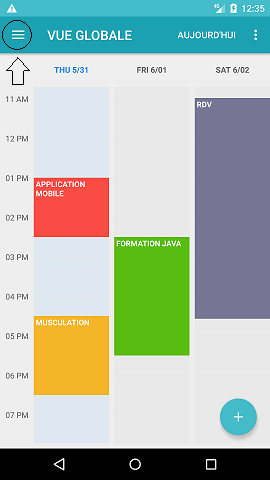 12:35
VUE GLOBALE AUJOURD'HUI
THU 5/31 FRI 6/01 SAT 6/02
11 AM
RDV
12 PM
01 PM
APPLICATION
MOBILE
02 PM
FORMATION JAVA
03 PM
04 PM
MUSCULATION
05 PM
06 PM
07 PM